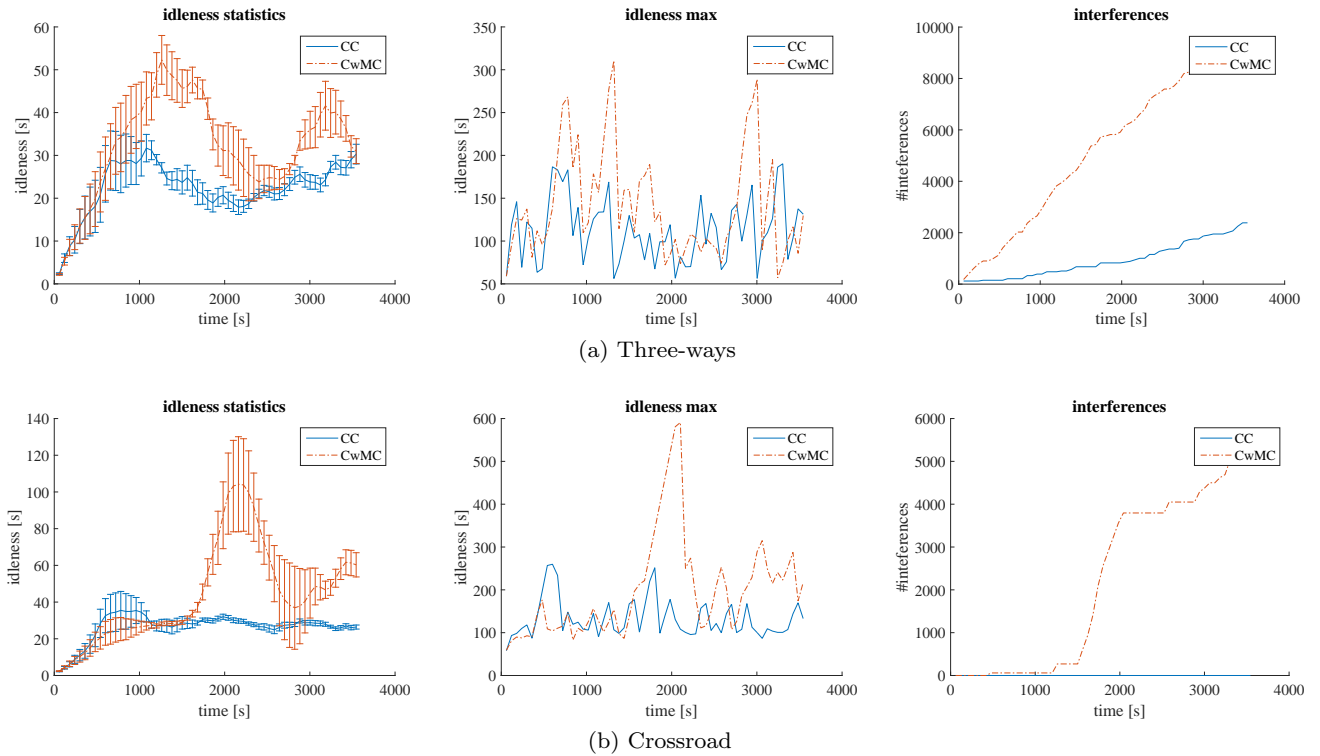 idleness statistics
idleness max
interferences
60
50
40
30
20
10
0
idleness [s]
CC
CwMC
0
1000
2000
3000
4000
time [s]
350
300
250
200
150
100
50
idleness [s]
CC
CwMC
0
1000
2000
3000
4000
time [s]
10000
8000
6000
4000
2000
0
#inteferences
CC
CwMC
0
1000
2000
3000
4000
time [s]
(a) Three-ways
idleness statistics
idleness max
interferences
140
120
100
80
60
40
20
0
idleness [s]
CC
CwMC
0
1000
2000
3000
4000
time [s]
600
500
400
300
200
100
0
idleness [s]
CC
CwMC
0
1000
2000
3000
4000
time [s]
6000
5000
4000
3000
2000
1000
0
#inteferences
CC
CwMC
0
1000
2000
3000
4000
time [s]
(b) Crossroad